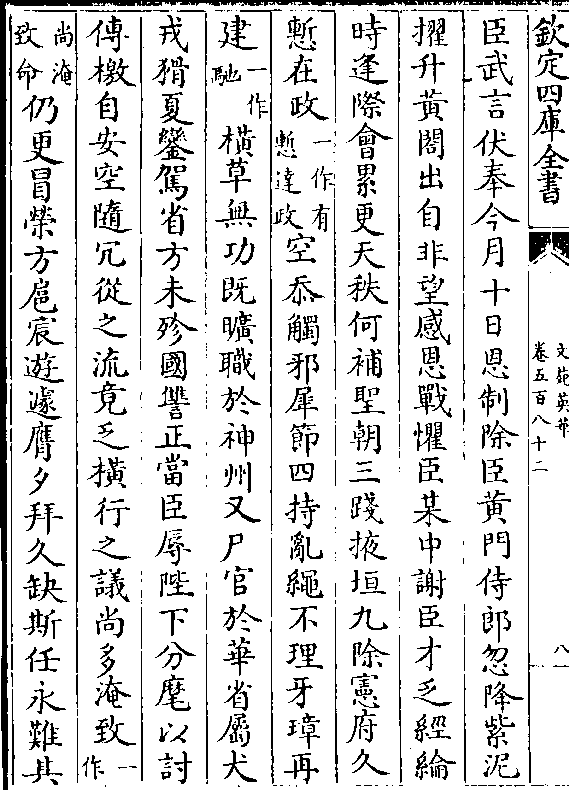 欽定四庫全書
文苑英華
卷五百八十二
八
臣武言伏奉今月十日恩制除臣黄門侍郎忽降紫泥
擢升黄閣出自非望感恩戰懼臣某中謝臣才乏經綸
時逢際會累更天秩何補聖朝三踐掖垣九除憲府久
慙在政一作有慙達政空忝觸邪犀節四持亂繩不理牙璋再
建一作馳横草無功既曠職於神州又尸官於華省屬犬
戎猾夏鑾駕省方未殄國讐正當臣辱陛下分麾以討
傳檄自安空隨冗從之流竟乏横行之議尚多淹致一作
尚淹致命仍更冒榮方扈宸遊遽膺夕拜久缺斯任永難其